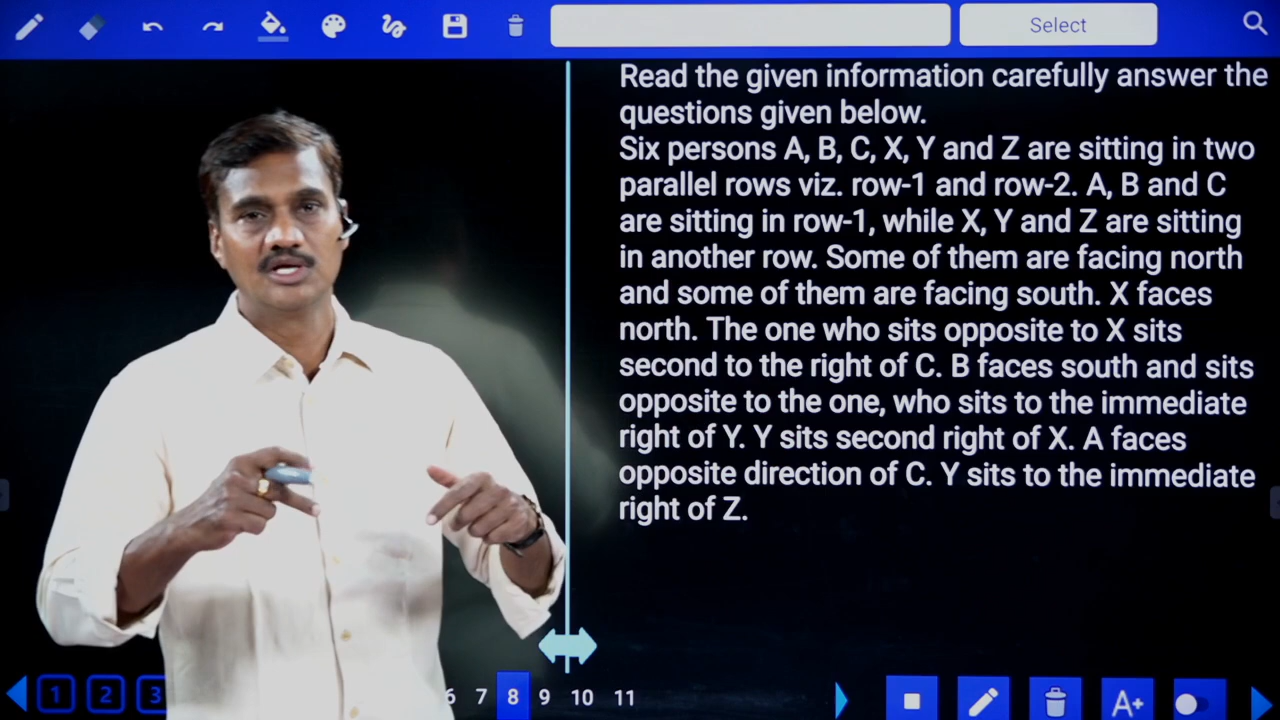 Select
Read the given information carefully answer the
questions given below.
Six persons A, B, C, X, Y and Z are sitting in two
parallel rows viz. row-1 and row-2. A, B and C
are sitting in row-1, while X, Y and Z are sitting
in another row. Some of them are facing north
and some of them are facing south. X faces
north. The one who sits opposite to X sits
second to the right of C. B faces south and sits
opposite to the one, who sits to the immediate
right of Y. Y sits second right of X. A faces
opposite direction of C. Y sits to the immediate
right of Z.
1 2 3 6 7 8 9 10 11 A+